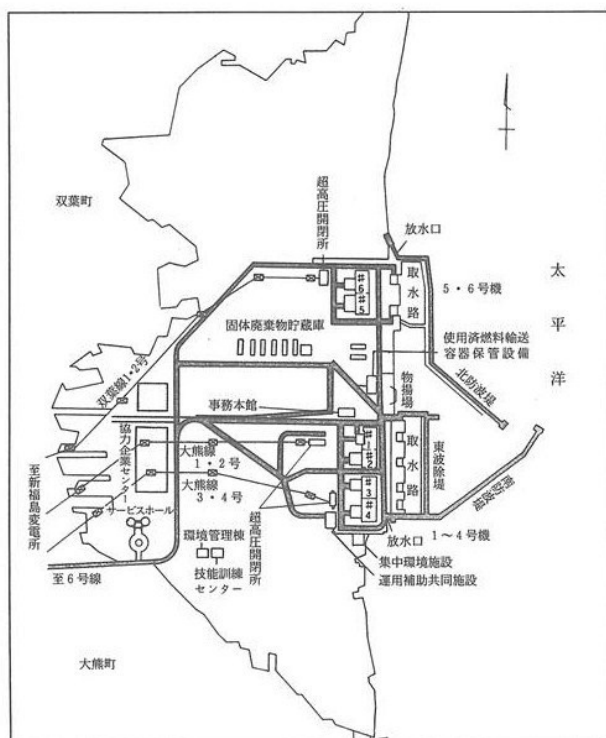 双葉町
超高圧開閉所
放水口
取水路
5・6号機
太平洋
#6
#5
固体廃棄物貯蔵庫
使用済燃料輸送
容器保管設備
北防波堤
双葉線1・2号
事務本館
物揚場
協力企業センター
大熊線
1・2号
大熊線
3・4号
#1
#2
#3
#4
取水路
東波除堤
南防波堤
至新福島変電所
サービスホール
環境管理棟
技能訓練
センター
超高圧開閉所
放水口
1〜4号機
集中環境施設
運用補助共同施設
至6号線
大熊町